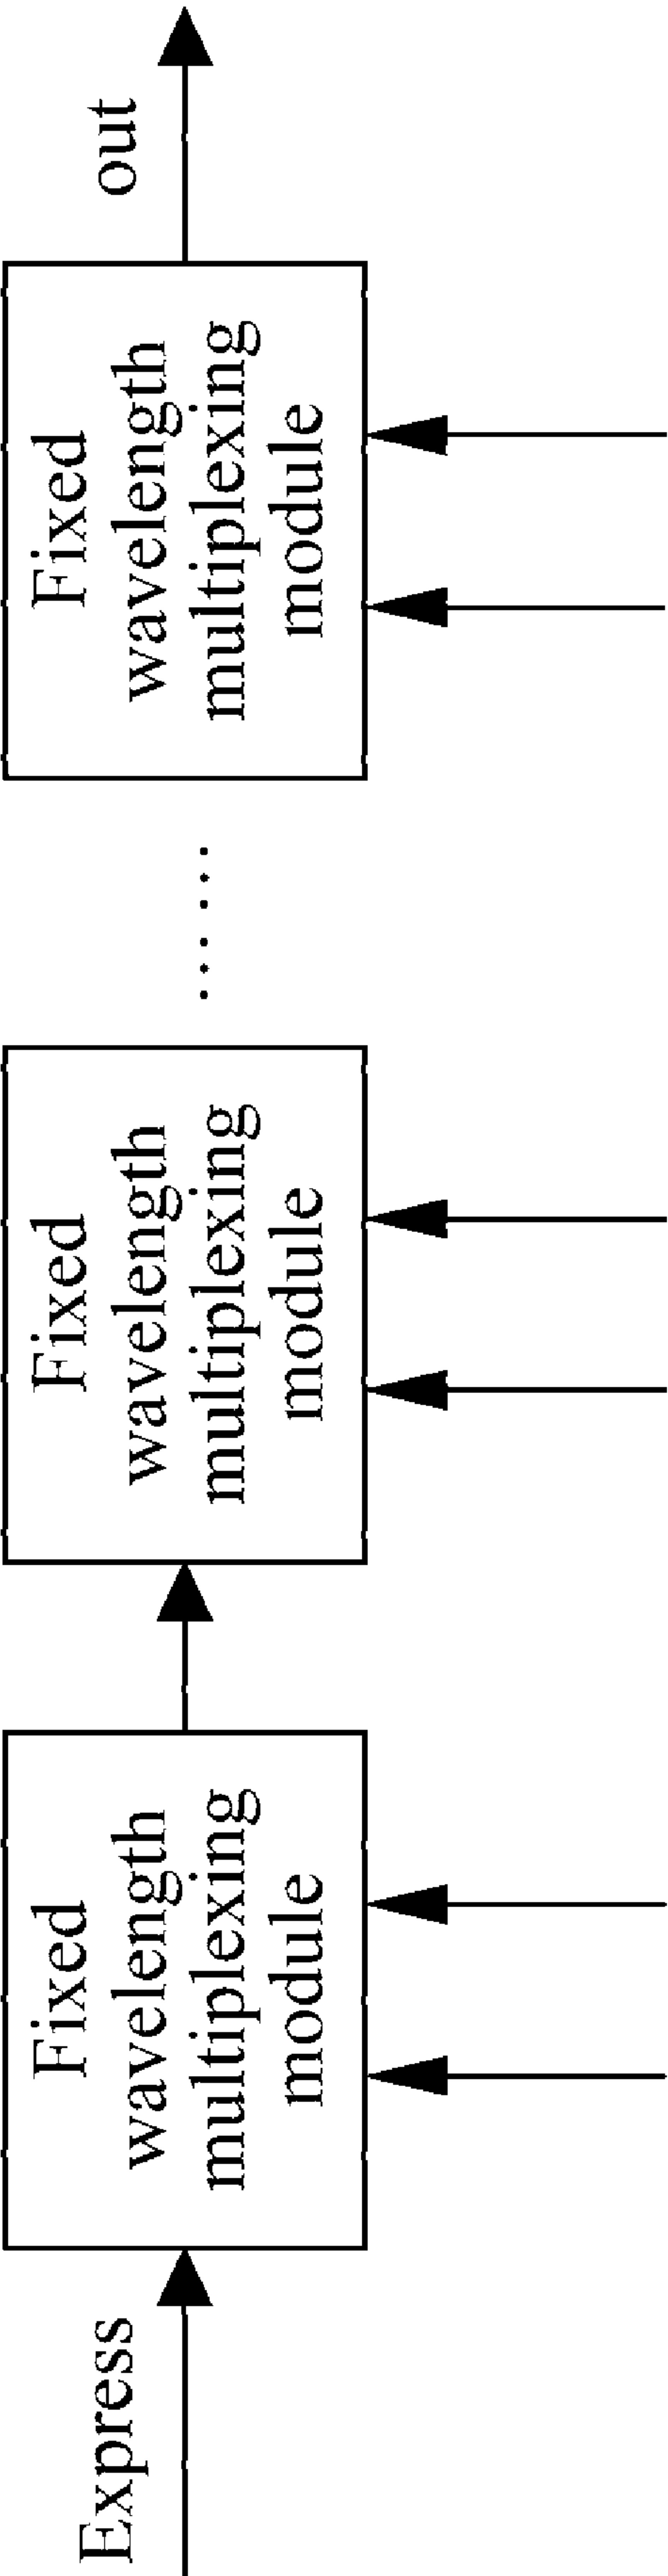 Express
Fixed
wavelength
multiplexing
module
Fixed
wavelength
multiplexing
module
......
Fixed
wavelength
multiplexing
module
out